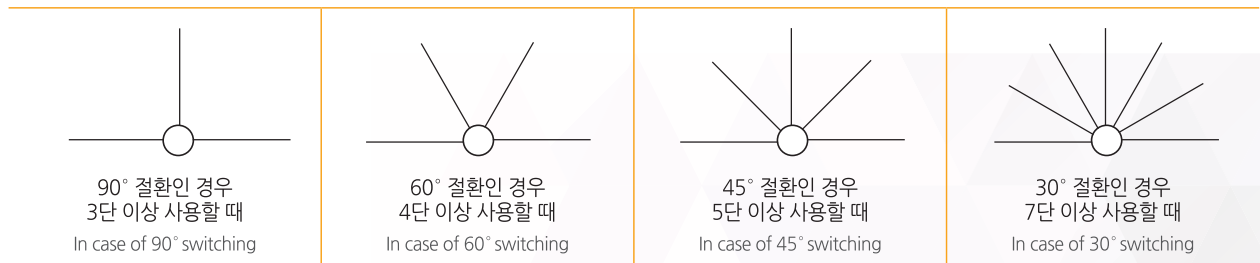 90° 절환인 경우
3단 이상 사용할 때
In case of 90° switching
60° 절환인 경우
4단 이상 사용할 때
In case of 60° switching
45° 절환인 경우
5단 이상 사용할 때
In case of 45° switching
30° 절환인 경우
7단 이상 사용할 때
In case of 30° switching